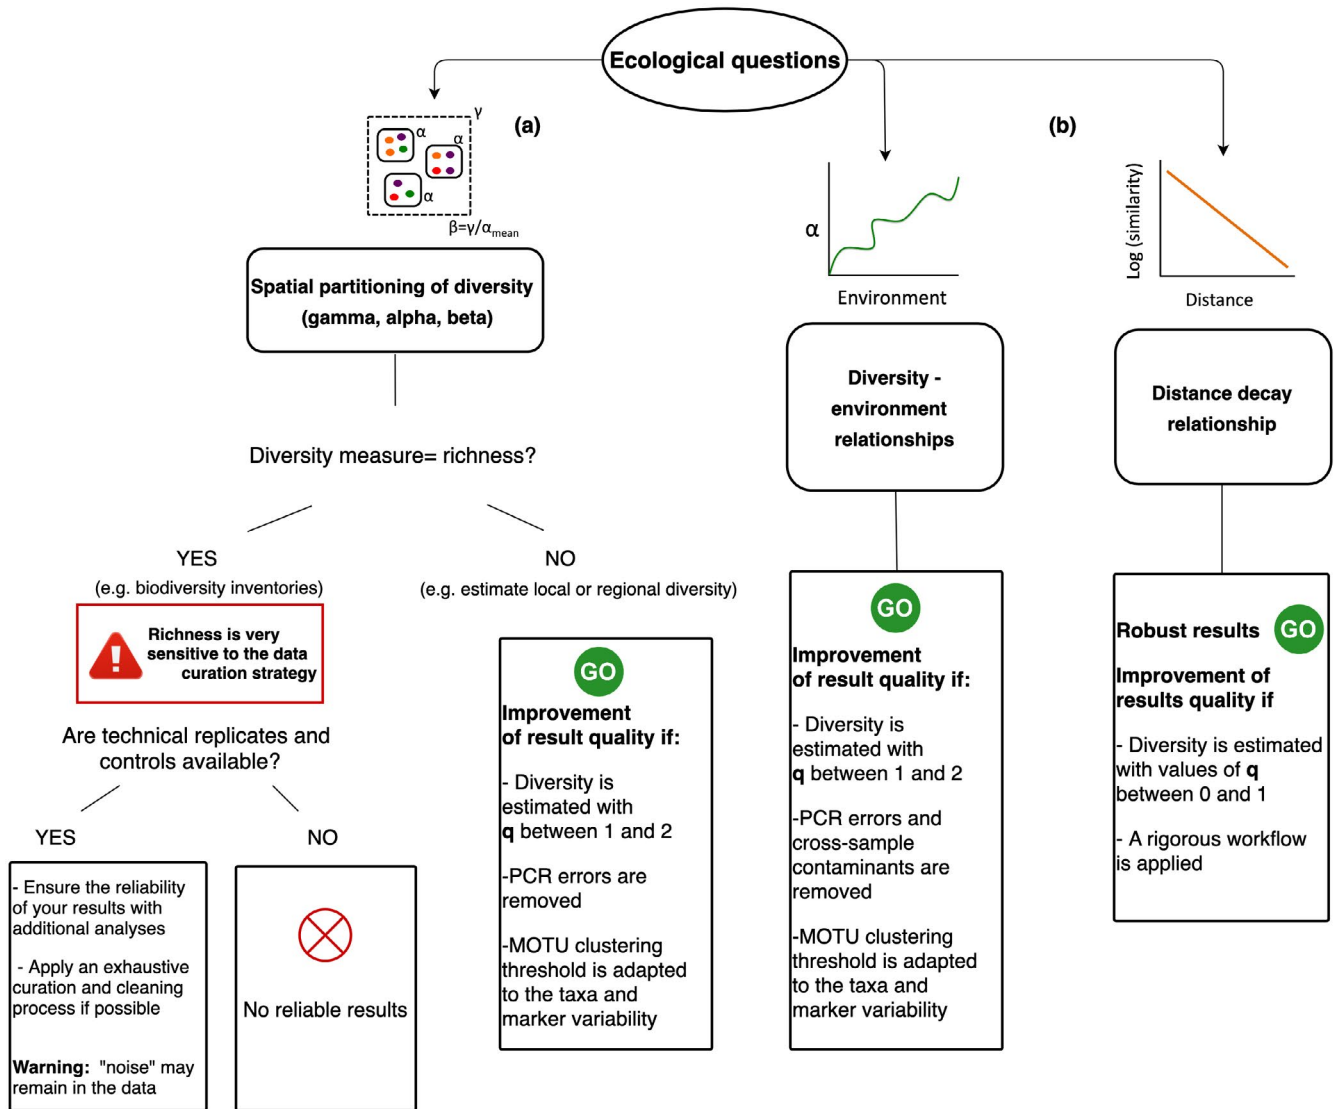 Ecological questions
(a)
(b)
γ
α
α
α
β=γ/αmean
Spatial partitioning of diversity
(gamma, alpha, beta)
Diversity measure= richness?
YES
(e.g. biodiversity inventories)
Richness is very
sensitive to the data
curation strategy
Are technical replicates and
controls available?
YES
- Ensure the reliability
of your results with
additional analyses
- Apply an exhaustive
curation and cleaning
process if possible
Warning: "noise" may
remain in the data
NO
No reliable results
NO
(e.g. estimate local or regional diversity)
GO
Improvement
of result quality if:
- Diversity is
estimated with
q between 1 and 2
-PCR errors are
removed
-MOTU clustering
threshold is adapted
to the taxa and
marker variability
α
Environment
Diversity -
environment
relationships
GO
Improvement
of result quality if:
- Diversity is
estimated with
q between 1 and 2
-PCR errors and
cross-sample
contaminants are
removed
-MOTU clustering
threshold is adapted
to the taxa and
marker variability
Log (similarity)
Distance
Distance decay
relationship
Robust results GO
Improvement of
results quality if
- Diversity is estimated
with values of q
between 0 and 1
- A rigorous workflow
is applied